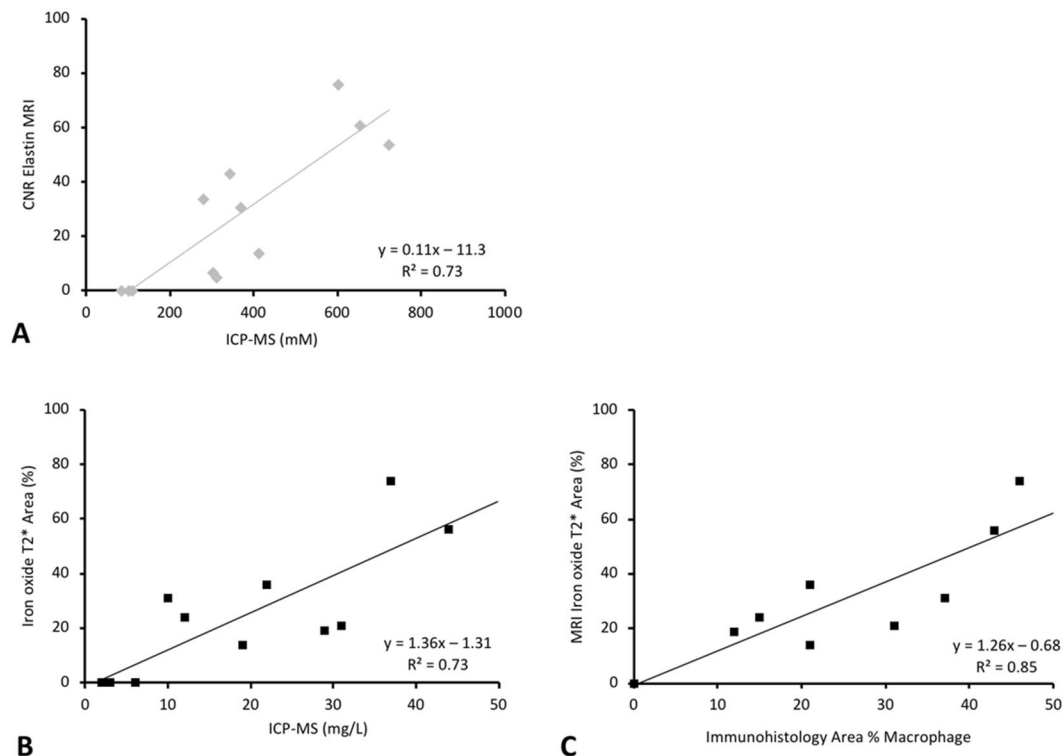 100
80
60
40
20
0
CNR Elastin MRI
y = 0.11x – 11.3
R² = 0.73
0 200 400 600 800 1000
ICP-MS (mM)
A
100
80
60
40
20
0
Iron oxide T2* Area (%)
y = 1.36x – 1.31
R² = 0.73
0 10 20 30 40 50
ICP-MS (mg/L)
B
100
80
60
40
20
0
MRI Iron oxide T2* Area (%)
y = 1.26x – 0.68
R² = 0.85
0 10 20 30 40 50
Immunohistology Area % Macrophage
C